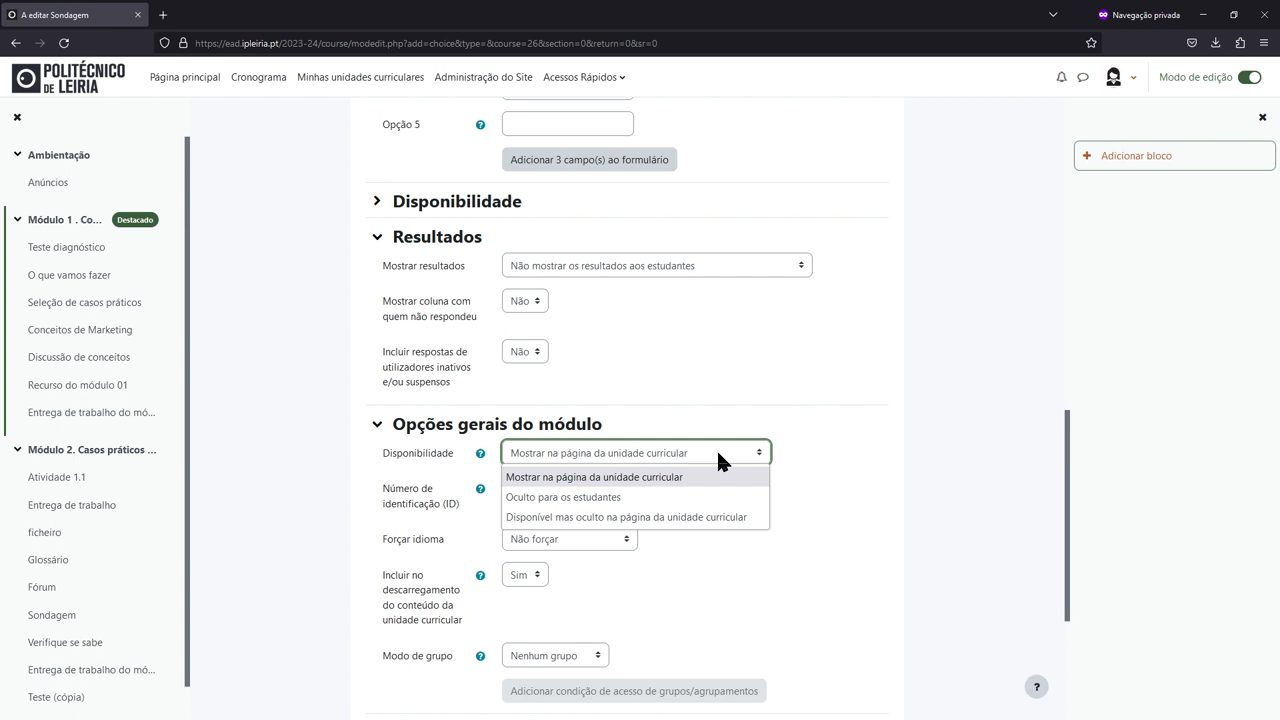 A editar Sondagem
Navegação privada
https://ead.ipleiria.pt/2023-24/course/modedit.php?add=choice&type=&course=26&section=0&return=0&sr=0
POLITÉCNICO
DE LEIRIA
Página principal
Cronograma
Minhas unidades curriculares
Administração do Site
Acessos Rápidos
Modo de edição
Ambientação
Anúncios
Módulo 1 . Co...
Destacado
Teste diagnóstico
O que vamos fazer
Seleção de casos práticos
Conceitos de Marketing
Discussão de conceitos
Recurso do módulo 01
Entrega de trabalho do mó...
Módulo 2. Casos práticos ...
Atividade 1.1
Entrega de trabalho
ficheiro
Glossário
Fórum
Sondagem
Verifique se sabe
Entrega de trabalho do mó...
Teste (cópia)
Opção 5
?
Adicionar 3 campo(s) ao formulário
Disponibilidade
Resultados
Mostrar resultados
Não mostrar os resultados aos estudantes
Mostrar coluna com
quem não respondeu
Não
Incluir respostas de
utilizadores inativos
e/ou suspensos
Não
Opções gerais do módulo
Disponibilidade
?
Mostrar na página da unidade curricular
Mostrar na página da unidade curricular
Oculto para os estudantes
Disponível mas oculto na página da unidade curricular
Número de
identificação (ID)
?
Forçar idioma
Não forçar
Incluir no
descarregamento
do conteúdo da
unidade curricular
?
Sim
Modo de grupo
?
Nenhum grupo
Adicionar condição de acesso de grupos/agrupamentos
Adicionar bloco
?